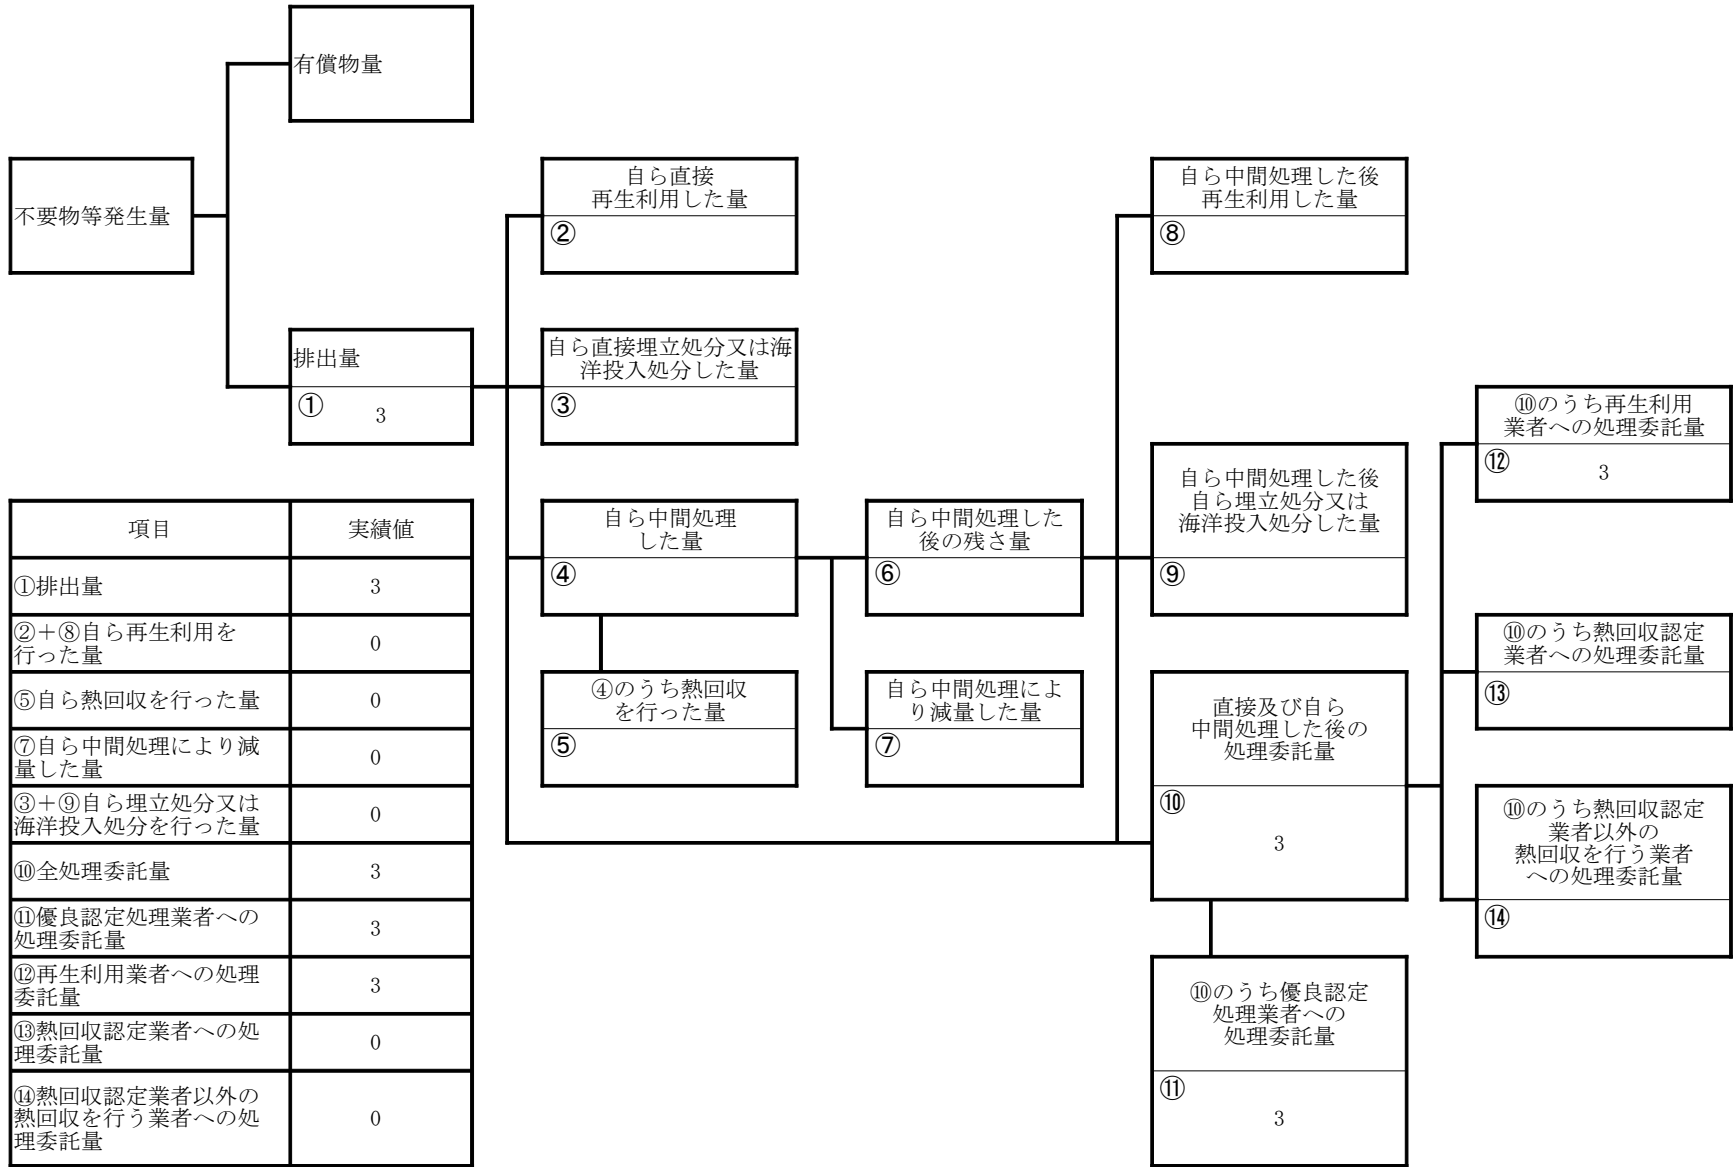 有償物量
不要物等発生量
自ら直接
再生利用した量
②
自ら中間処理した後
再生利用した量
⑧
排出量
①
3
自ら直接埋立処分又は海
洋投入処分した量
③
⑩のうち再生利用
業者への処理委託量
⑫
3
自ら中間処理
した量
④
自ら中間処理した
後の残さ量
⑥
自ら中間処理した後
自ら埋立処分又は
海洋投入処分した量
⑨
④のうち熱回収
を行った量
⑤
自ら中間処理によ
り減量した量
⑦
直接及び自ら
中間処理した後の
処理委託量
⑩
3
⑩のうち熱回収認定
業者への処理委託量
⑬
⑩のうち熱回収認定
業者以外の
熱回収を行う業者
への処理委託量
⑭
⑩のうち優良認定
処理業者への
処理委託量
⑪
3
項目 実績値
①排出量 3
②+⑧自ら再生利用を
行った量 0
⑤自ら熱回収を行った量 0
⑦自ら中間処理により減
量した量 0
③+⑨自ら埋立処分又は
海洋投入処分を行った量 0
⑩全処理委託量 3
⑪優良認定処理業者への
処理委託量 3
⑫再生利用業者への処理
委託量 3
⑬熱回収認定業者への処
理委託量 0
⑭熱回収認定業者以外の
熱回収を行う業者への処
理委託量 0